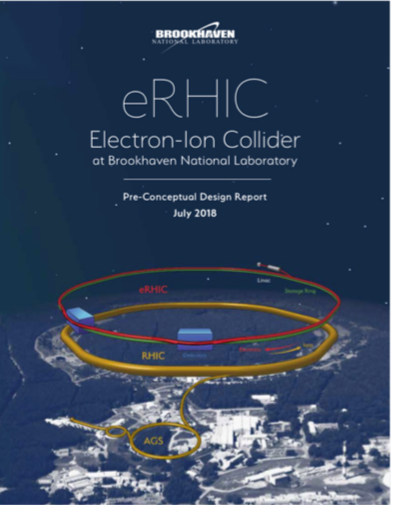 BROOKHAVEN
NATIONAL LABORATORY
eRHIC
Electron-Ion Collider
at Brookhaven National Laboratory
Pre-Conceptual Design Report
July 2018
Linac
eRHIC
Storage Ring
RHIC
Detector
AGS